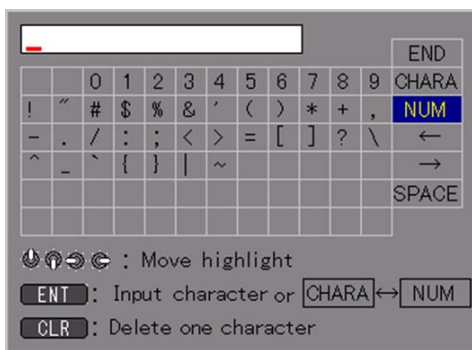 END
0 1 2 3 4 5 6 7 8 9 CHARA
! ″ # $ % & ′ ( ) * + , NUM
- . / : ; < > = [ ] ? \ ←
^ _ ` { } | ~ →
SPACE
: Move highlight
ENT : Input character or CHARA ↔ NUM
CLR : Delete one character